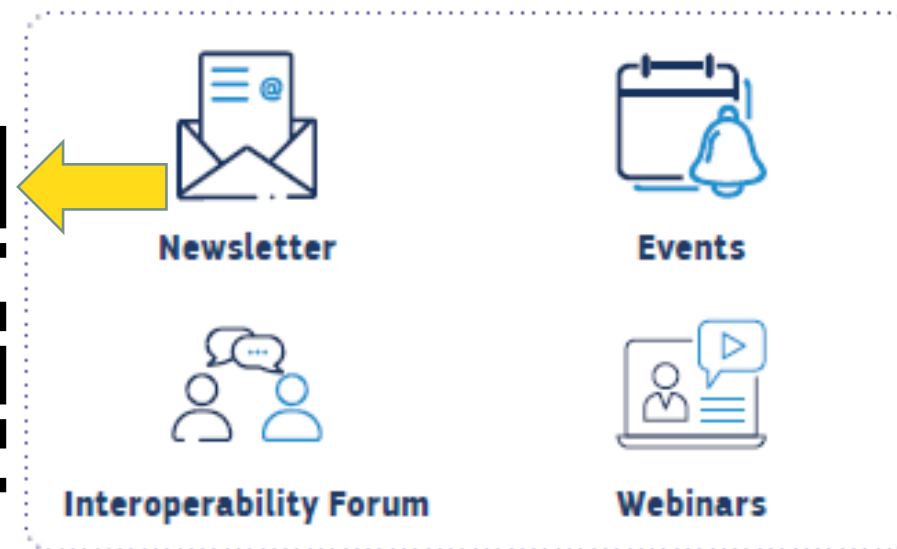 @
Newsletter
Events
Interoperability Forum
Webinars